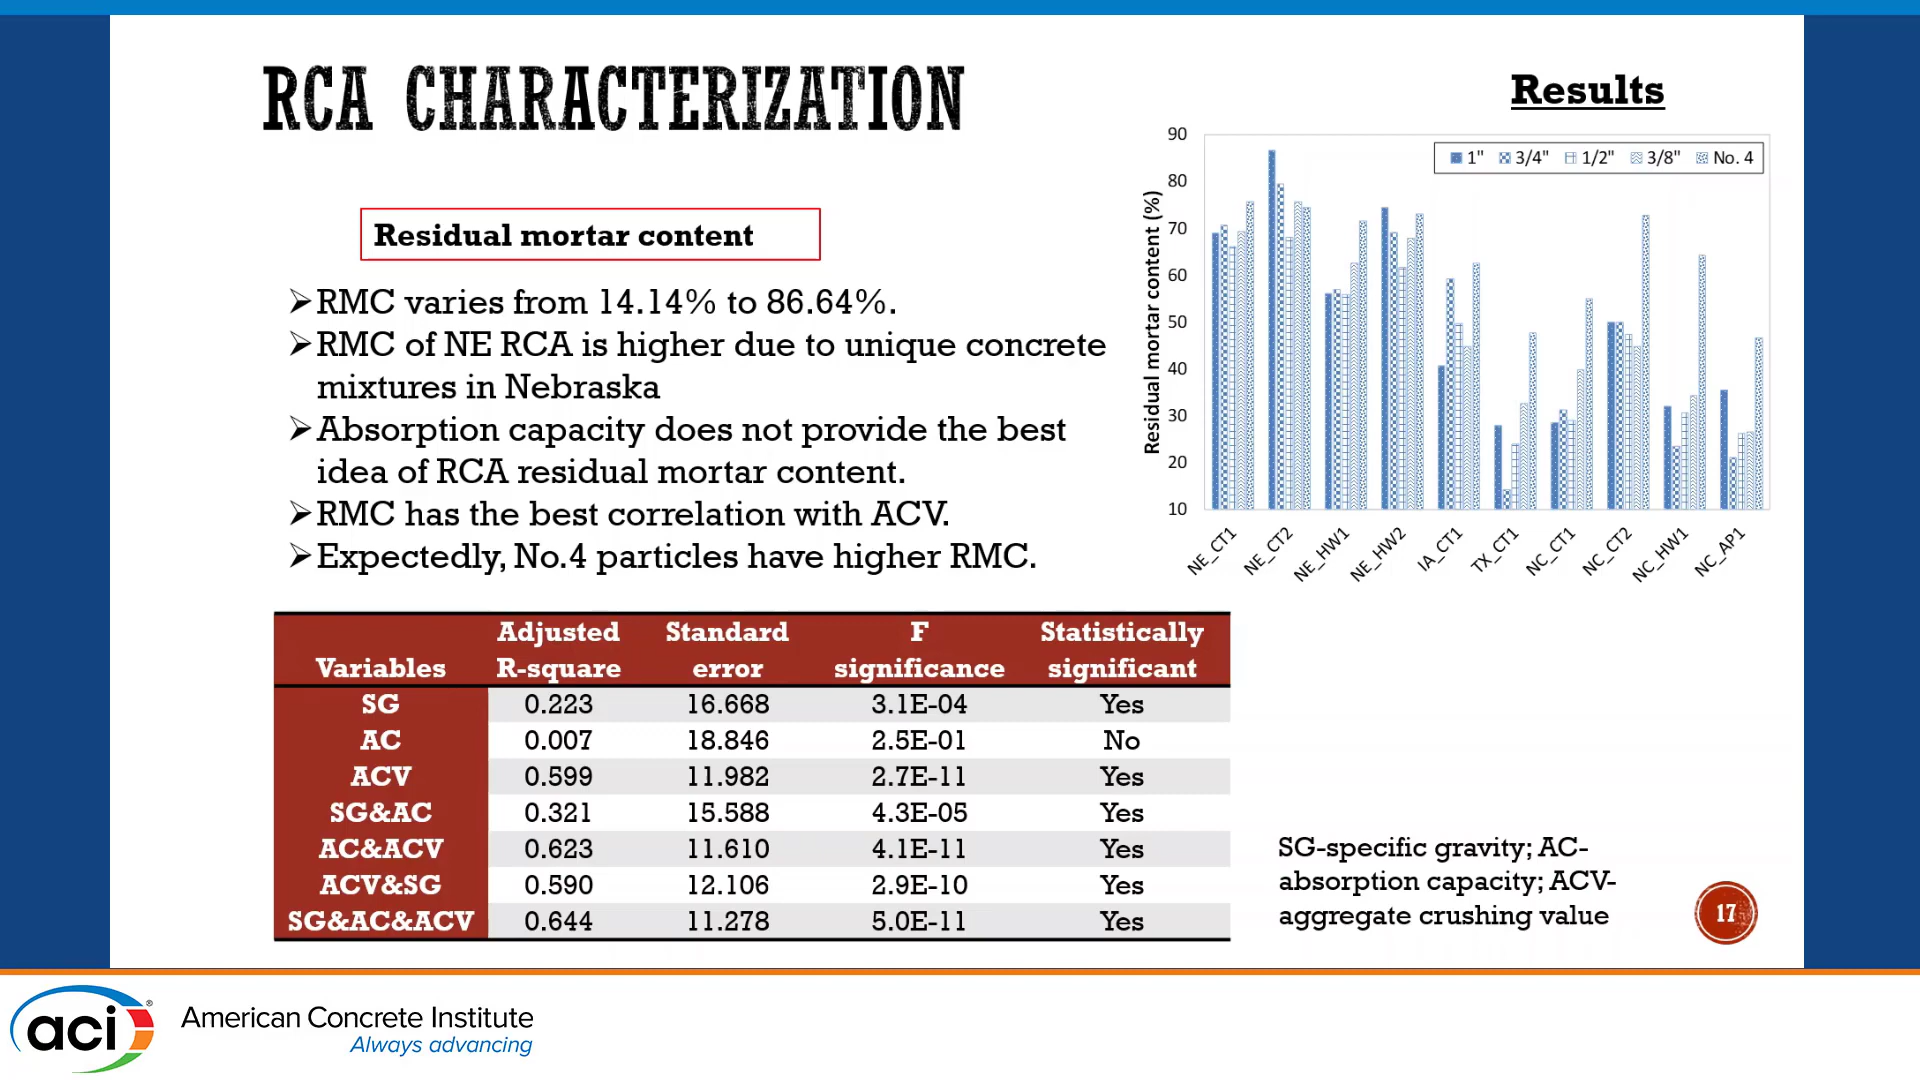 RCA CHARACTERIZATION
Results
Residual mortar content
➢RMC varies from 14.14% to 86.64%.
➢RMC of NE RCA is higher due to unique concrete
mixtures in Nebraska
➢Absorption capacity does not provide the best
idea of RCA residual mortar content.
➢RMC has the best correlation with ACV.
➢Expectedly, No.4 particles have higher RMC.
Residual mortar content (%)
90
80
70
60
50
40
30
20
10
1" 3/4" 1/2" 3/8" No. 4
NE_CT1 NE_CT2 NE_HW1 NE_HW2 IA_CT1 TX_CT1 NC_CT1 NC_CT2 NC_HW1 NC_AP1
Adjusted Standard F Statistically
Variables R-square error significance significant
SG 0.223 16.668 3.1E-04 Yes
AC 0.007 18.846 2.5E-01 No
ACV 0.599 11.982 2.7E-11 Yes
SG&AC 0.321 15.588 4.3E-05 Yes
AC&ACV 0.623 11.610 4.1E-11 Yes
ACV&SG 0.590 12.106 2.9E-10 Yes
SG&AC&ACV 0.644 11.278 5.0E-11 Yes
SG-specific gravity; AC-
absorption capacity; ACV-
aggregate crushing value
17
aci®
American Concrete Institute
Always advancing